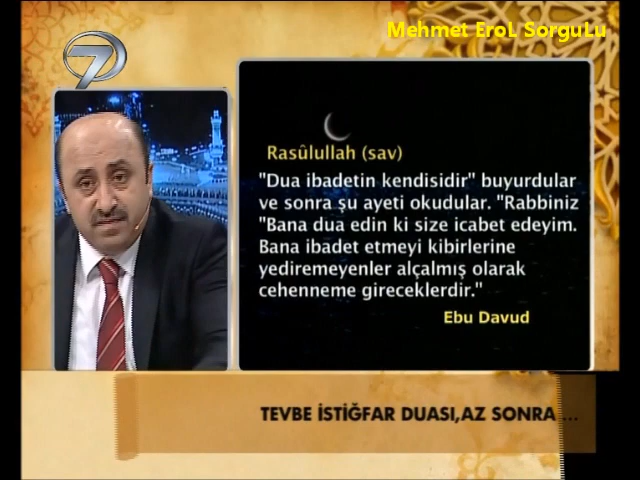 Mehmet EroL SorguLu
7
Rasûlullah (sav)
"Dua ibadetin kendisidir" buyurdular
ve sonra şu ayeti okudular. "Rabbiniz
"Bana dua edin ki size icabet edeyim.
Bana ibadet etmeyi kibirlerine
yediremeyenler alçalmış olarak
cehenneme gireceklerdir."
Ebu Davud
TEVBE İSTİĞFAR DUASI,AZ SONRA ...